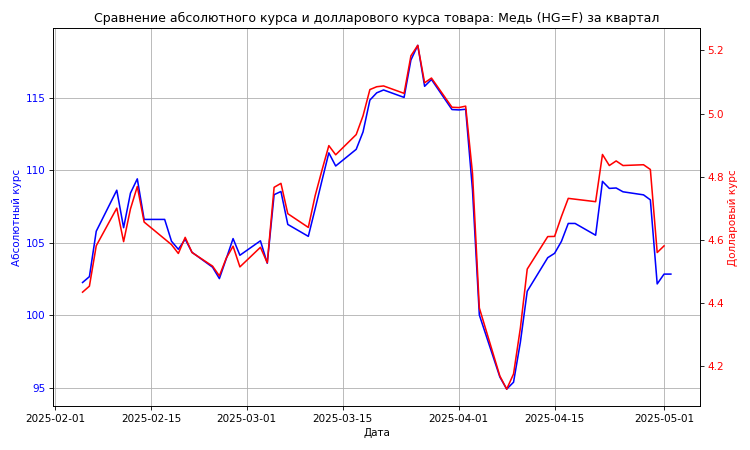 Сравнение абсолютного курса и долларового курса товара: Медь (HG=F) за квартал
Абсолютный курс
115
110
105
100
95
5.2
5.0
4.8
4.6
4.4
4.2
Долларовый курс
2025-02-01 2025-02-15 2025-03-01 2025-03-15 2025-04-01 2025-04-15 2025-05-01
Дата